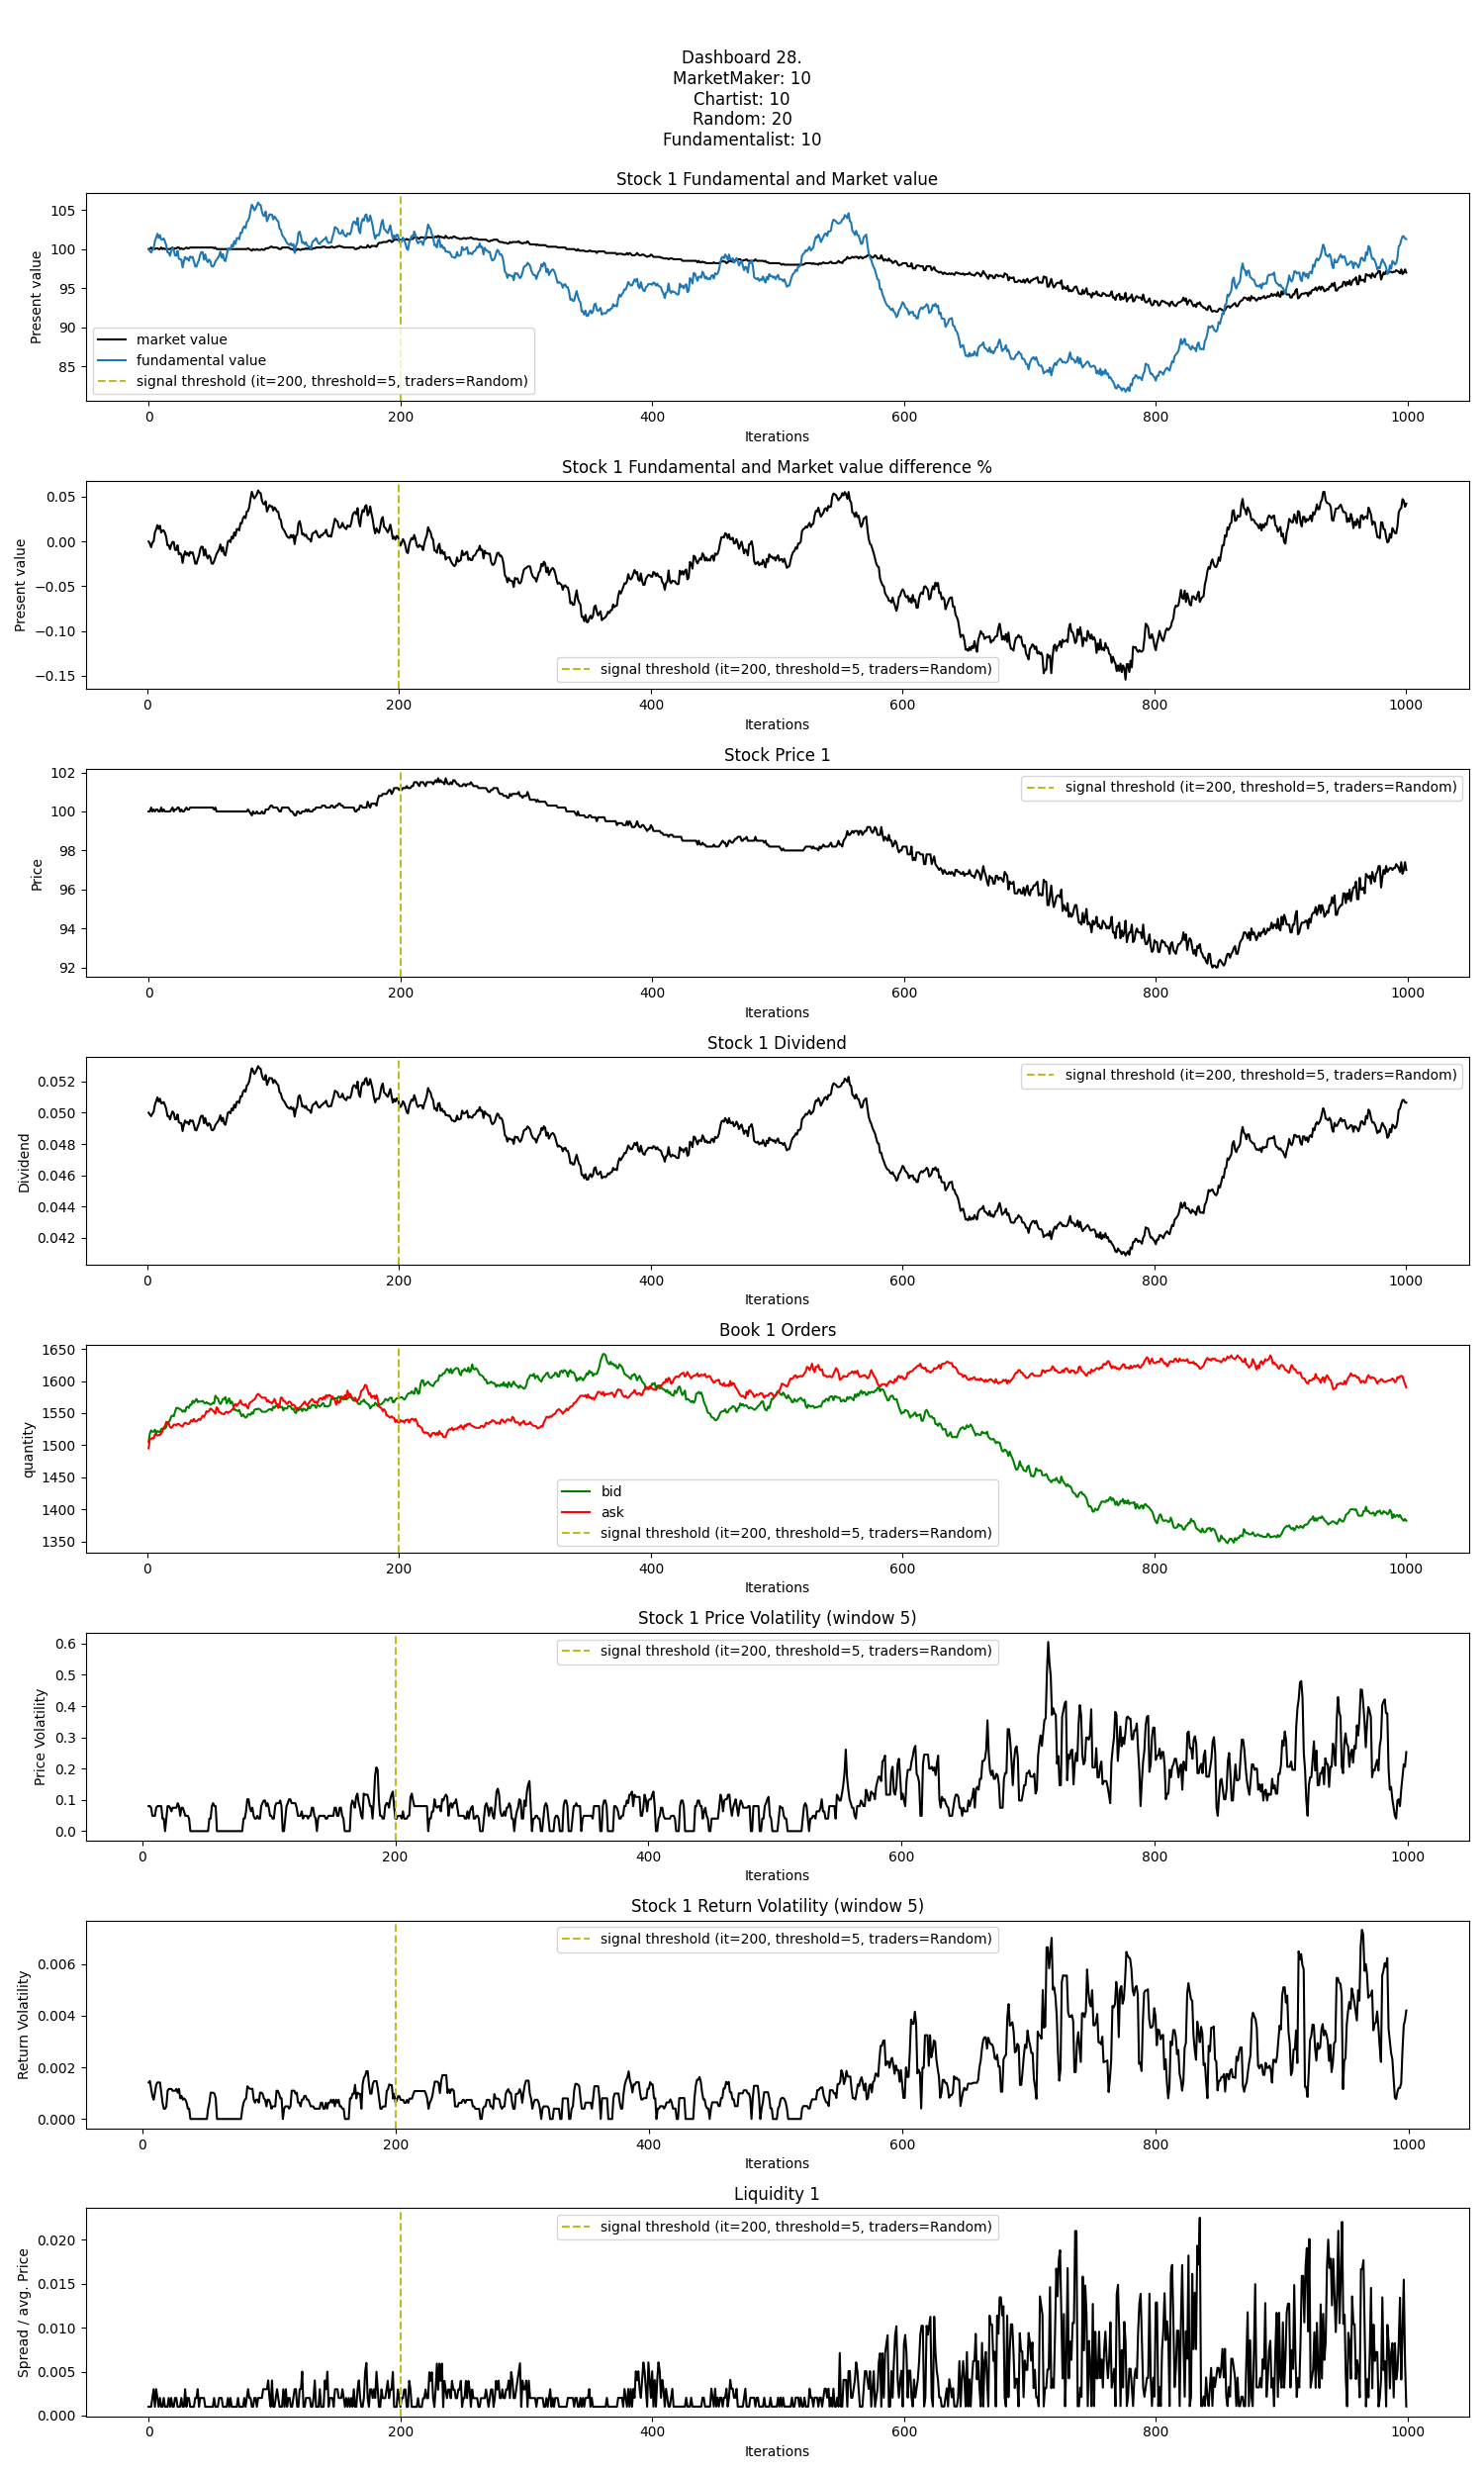 Dashboard 28.
MarketMaker: 10
Chartist: 10
Random: 20
Fundamentalist: 10
Stock 1 Fundamental and Market value
Present value
105
100
95
90
85
market value
fundamental value
signal threshold (it=200, threshold=5, traders=Random)
0 200 400 600 800 1000
Iterations
Stock 1 Fundamental and Market value difference %
Present value
0.05
0.00
−0.05
−0.10
−0.15
signal threshold (it=200, threshold=5, traders=Random)
0 200 400 600 800 1000
Iterations
Stock Price 1
Price
102
100
98
96
94
92
signal threshold (it=200, threshold=5, traders=Random)
0 200 400 600 800 1000
Iterations
Stock 1 Dividend
Dividend
0.052
0.050
0.048
0.046
0.044
0.042
signal threshold (it=200, threshold=5, traders=Random)
0 200 400 600 800 1000
Iterations
Book 1 Orders
quantity
1650
1600
1550
1500
1450
1400
1350
bid
ask
signal threshold (it=200, threshold=5, traders=Random)
0 200 400 600 800 1000
Iterations
Stock 1 Price Volatility (window 5)
Price Volatility
0.6
0.5
0.4
0.3
0.2
0.1
0.0
signal threshold (it=200, threshold=5, traders=Random)
0 200 400 600 800 1000
Iterations
Stock 1 Return Volatility (window 5)
Return Volatility
0.006
0.004
0.002
0.000
signal threshold (it=200, threshold=5, traders=Random)
0 200 400 600 800 1000
Iterations
Liquidity 1
Spread / avg. Price
0.020
0.015
0.010
0.005
0.000
signal threshold (it=200, threshold=5, traders=Random)
0 200 400 600 800 1000
Iterations